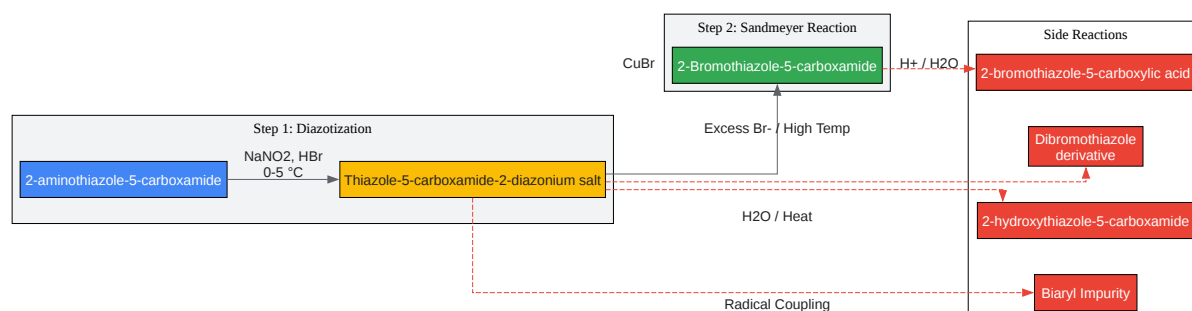 Step 2: Sandmeyer Reaction
Side Reactions
CuBr
2-Bromothiazole-5-carboxamide
H+ / H2O
2-bromothiazole-5-carboxylic acid
Step 1: Diazotization
Excess Br- / High Temp
Dibromothiazole
derivative
NaNO2, HBr
0-5 °C
2-aminothiazole-5-carboxamide
Thiazole-5-carboxamide-2-diazonium salt
H2O / Heat
2-hydroxythiazole-5-carboxamide
Biaryl Impurity
Radical Coupling